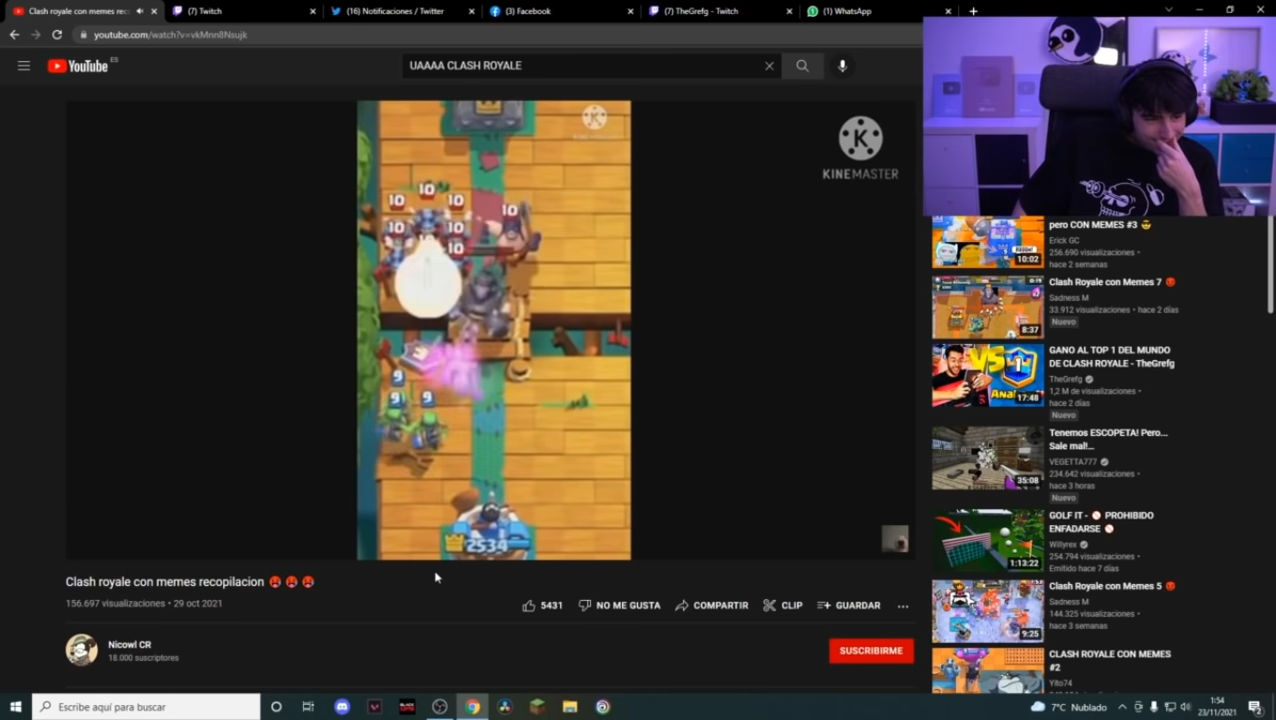 Clash royale con memes rec
(7) Twitch
(16) Notificaciones / Twitter
(3) Facebook
(7) TheGrefg - Twitch
(1) WhatsApp
youtube.com/watch?v=vkMnn8Nsujk
YouTube ES
UAAAA CLASH ROYALE
KINEMASTER
10
10
10
10
10
10
10
9
9
9
2534
pero CON MEMES #3
Erick GC
256.690 visualizaciones •
hace 2 semanas
10:02
Clash Royale con Memes 7
Sadness M
33.912 visualizaciones • hace 2 días
Nuevo
8:37
GANO AL TOP 1 DEL MUNDO
DE CLASH ROYALE - TheGrefg
TheGrefg
1,2 M de visualizaciones •
hace 2 días
Nuevo
VS
17:48
Tenemos ESCOPETA! Pero...
Sale mal!...
VEGETTA777
234.642 visualizaciones •
hace 3 horas
Nuevo
35:08
GOLF IT - PROHIBIDO
ENFADARSE
Willyrex
254.794 visualizaciones •
Emitido hace 7 días
1:13:22
Clash Royale con Memes 5
Sadness M
144.325 visualizaciones •
hace 3 semanas
9:25
CLASH ROYALE CON MEMES
#2
Yito74
Clash royale con memes recopilacion
156.697 visualizaciones • 29 oct 2021
5431
NO ME GUSTA
COMPARTIR
CLIP
GUARDAR
Nicowl CR
18.000 suscriptores
SUSCRIBIRME
Escribe aquí para buscar
7°C Nublado
1:54
23/11/2021
2